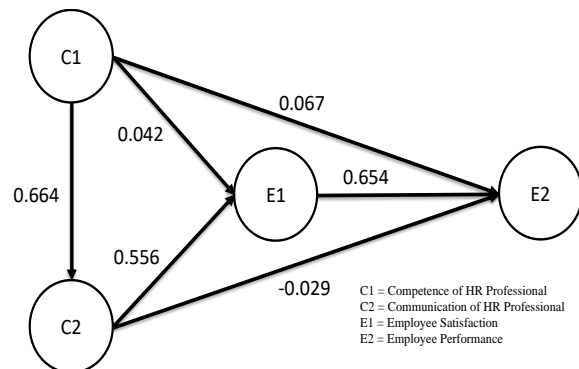 C1
0.067
0.042
E1
0.654
E2
0.664
0.556
-0.029
C2
C1 = Competence of HR Professional
C2 = Communication of HR Professional
E1 = Employee Satisfaction
E2 = Employee Performance